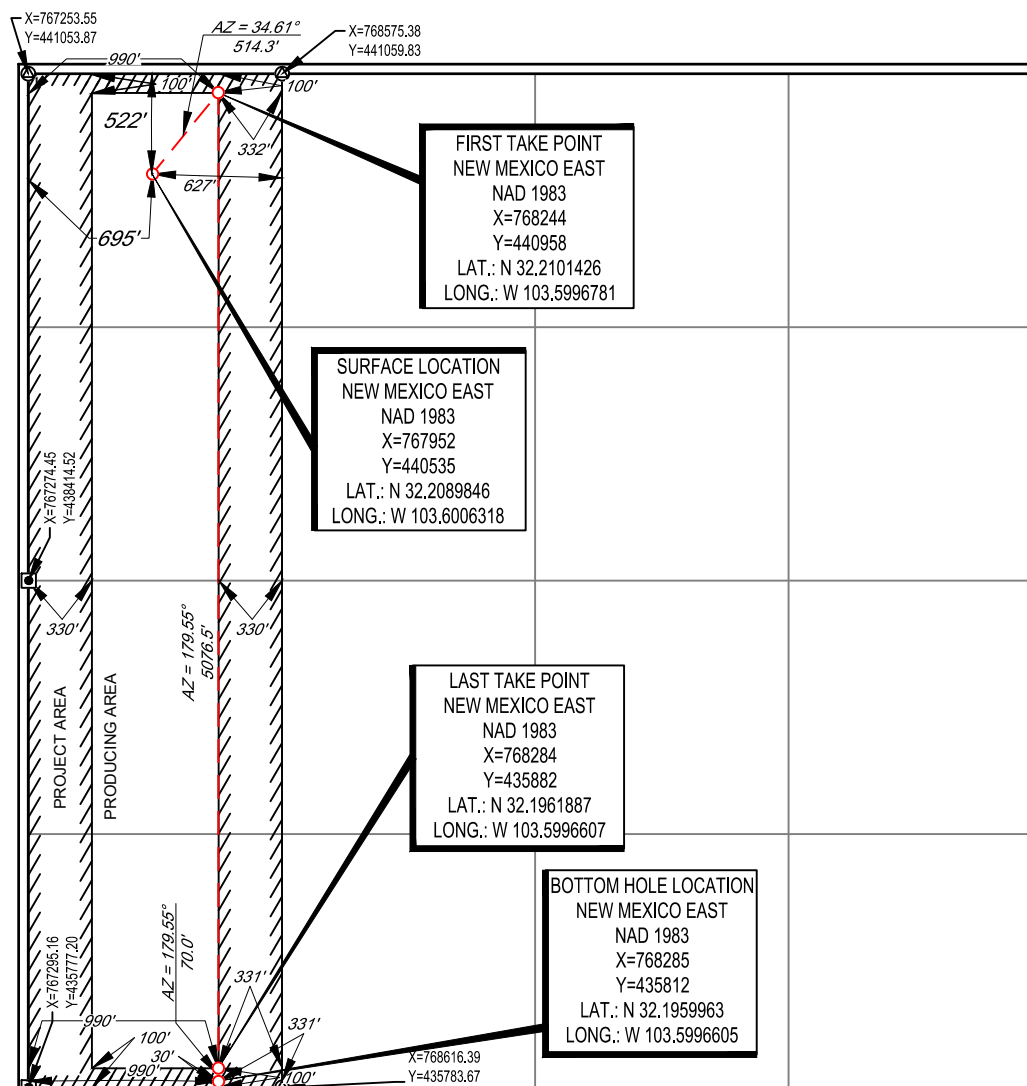 X=767253.55
Y=441053.87
AZ = 34.61°
514.3'
X=768575.38
Y=441059.83
990'
100'
100'
522'
332'
627'
695'
FIRST TAKE POINT
NEW MEXICO EAST
NAD 1983
X=768244
Y=440958
LAT.: N 32.2101426
LONG.: W 103.5996781
SURFACE LOCATION
NEW MEXICO EAST
NAD 1983
X=767952
Y=440535
LAT.: N 32.2089846
LONG.: W 103.6006318
X=767274.45
Y=438414.52
330'
330'
AZ = 179.55°
5076.5'
PROJECT AREA
PRODUCING AREA
LAST TAKE POINT
NEW MEXICO EAST
NAD 1983
X=768284
Y=435882
LAT.: N 32.1961887
LONG.: W 103.5996607
BOTTOM HOLE LOCATION
NEW MEXICO EAST
NAD 1983
X=768285
Y=435812
LAT.: N 32.1959963
LONG.: W 103.5996605
X=767295.16
Y=435777.20
AZ = 179.55°
70.0'
331'
990'
331'
100'
30'
990'
100'
X=768616.39
Y=435783.67